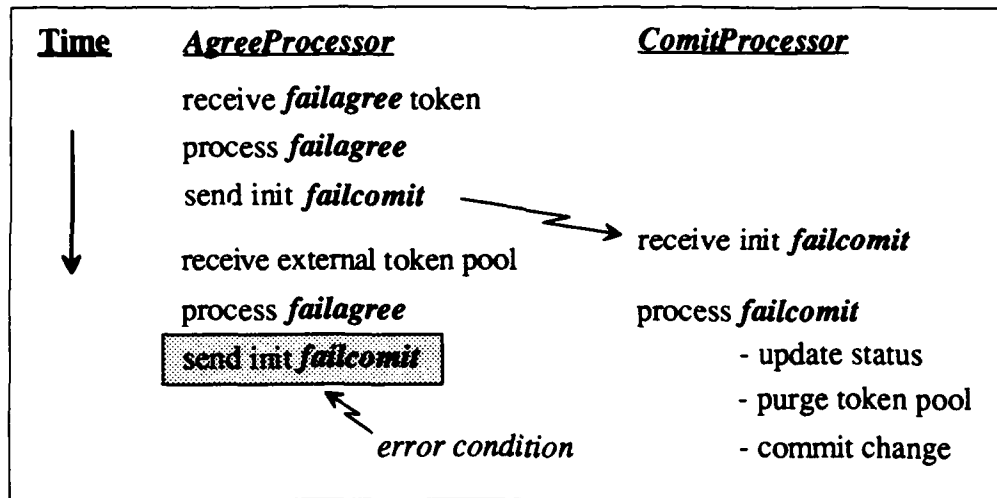 Time AgreeProcessor ComitProcessor
receive failagree token
process failagree
send init failcomit
receive init failcomit
receive external token pool
process failagree process failcomit
send init failcomit - update status
- purge token pool
error condition - commit change